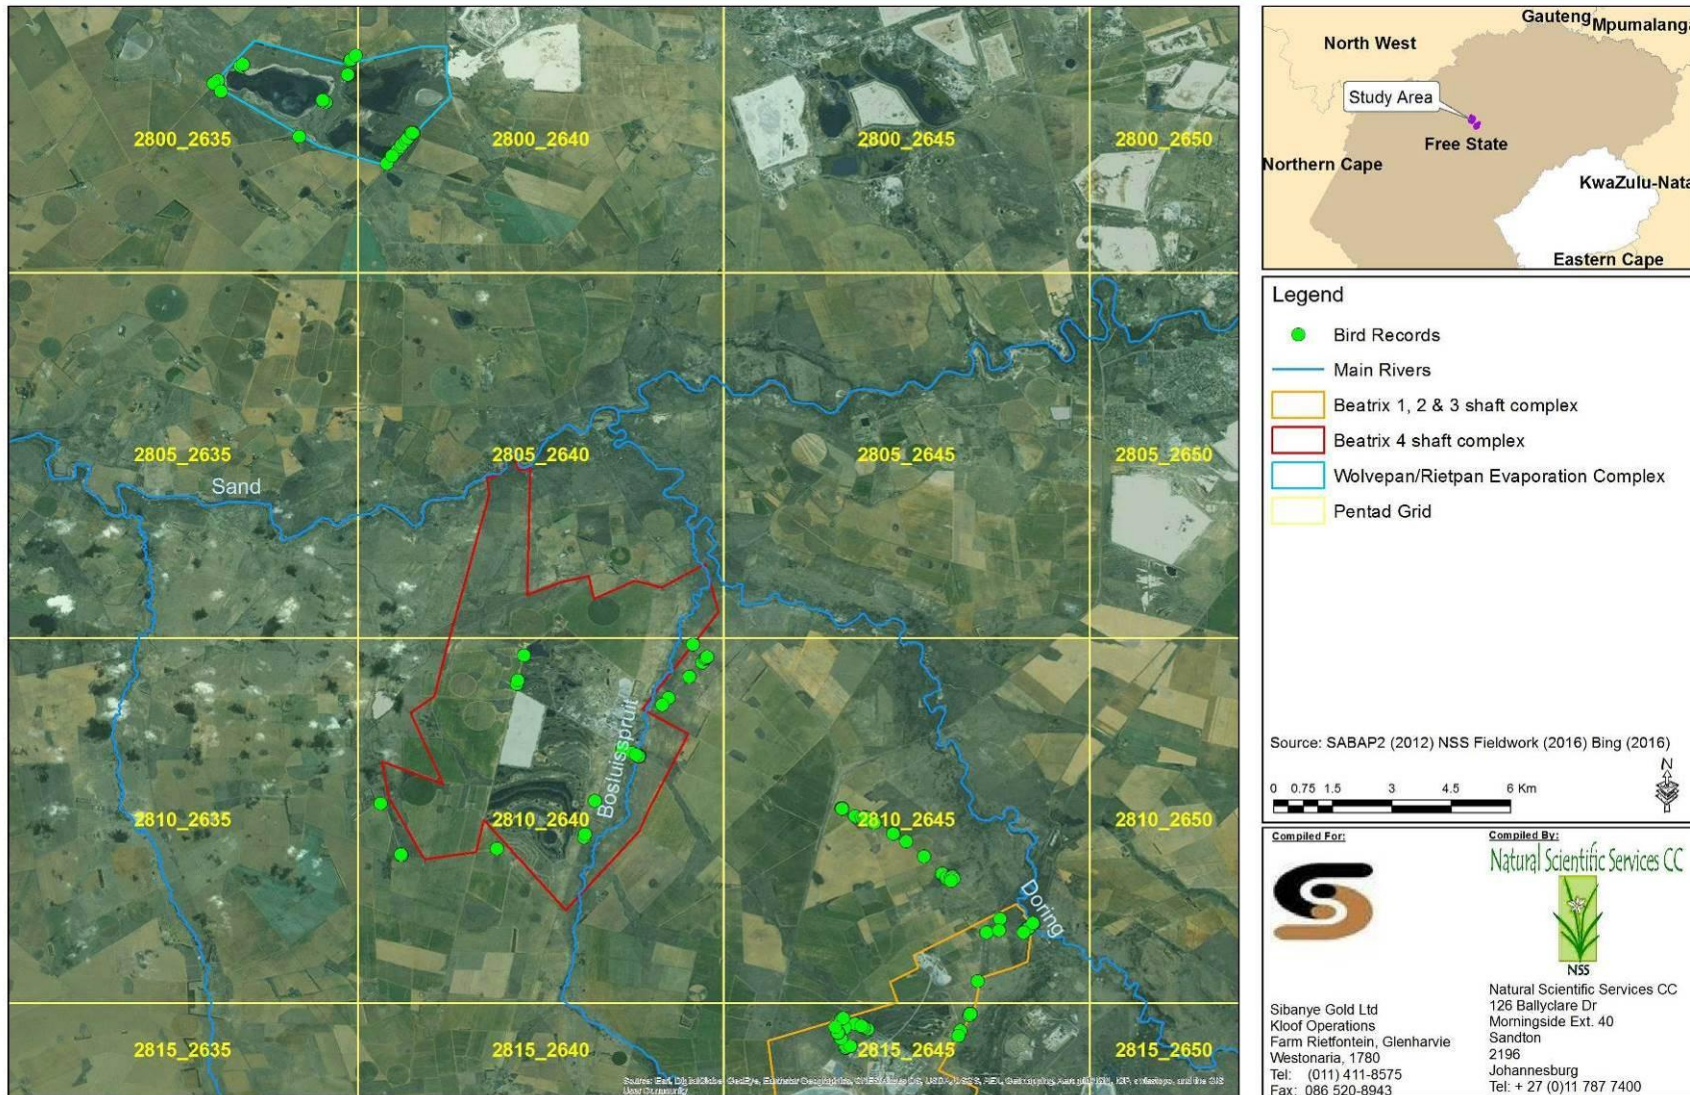 2800_2635
2800_2640
2800_2645
2800_2650
2805_2635
2805_2640
2805_2645
2805_2650
Sand
Bosluisspruit
2810_2635
2810_2640
2810_2645
2810_2650
Doring
2815_2635
2815_2640
2815_2645
2815_2650
Gauteng
Mpumalanga
North West
Study Area
Free State
Northern Cape
KwaZulu-Nata
Eastern Cape
Legend
Bird Records
Main Rivers
Beatrix 1, 2 & 3 shaft complex
Beatrix 4 shaft complex
Wolvepan/Rietpan Evaporation Complex
Pentad Grid
Source: SABAP2 (2012) NSS Fieldwork (2016) Bing (2016)
N
0 0.75 1.5 3 4.5 6 Km
Compiled For:
Sibanye Gold Ltd
Kloof Operations
Farm Rietfontein, Glenharvie
Westonaria, 1780
Tel: (011) 411-8575
Fax: 086 520-8943
Compiled By:
Natural Scientific Services CC
NSS
Natural Scientific Services CC
126 Ballyclare Dr
Morningside Ext. 40
Sandton
2196
Johannesburg
Tel: + 27 (0)11 787 7400